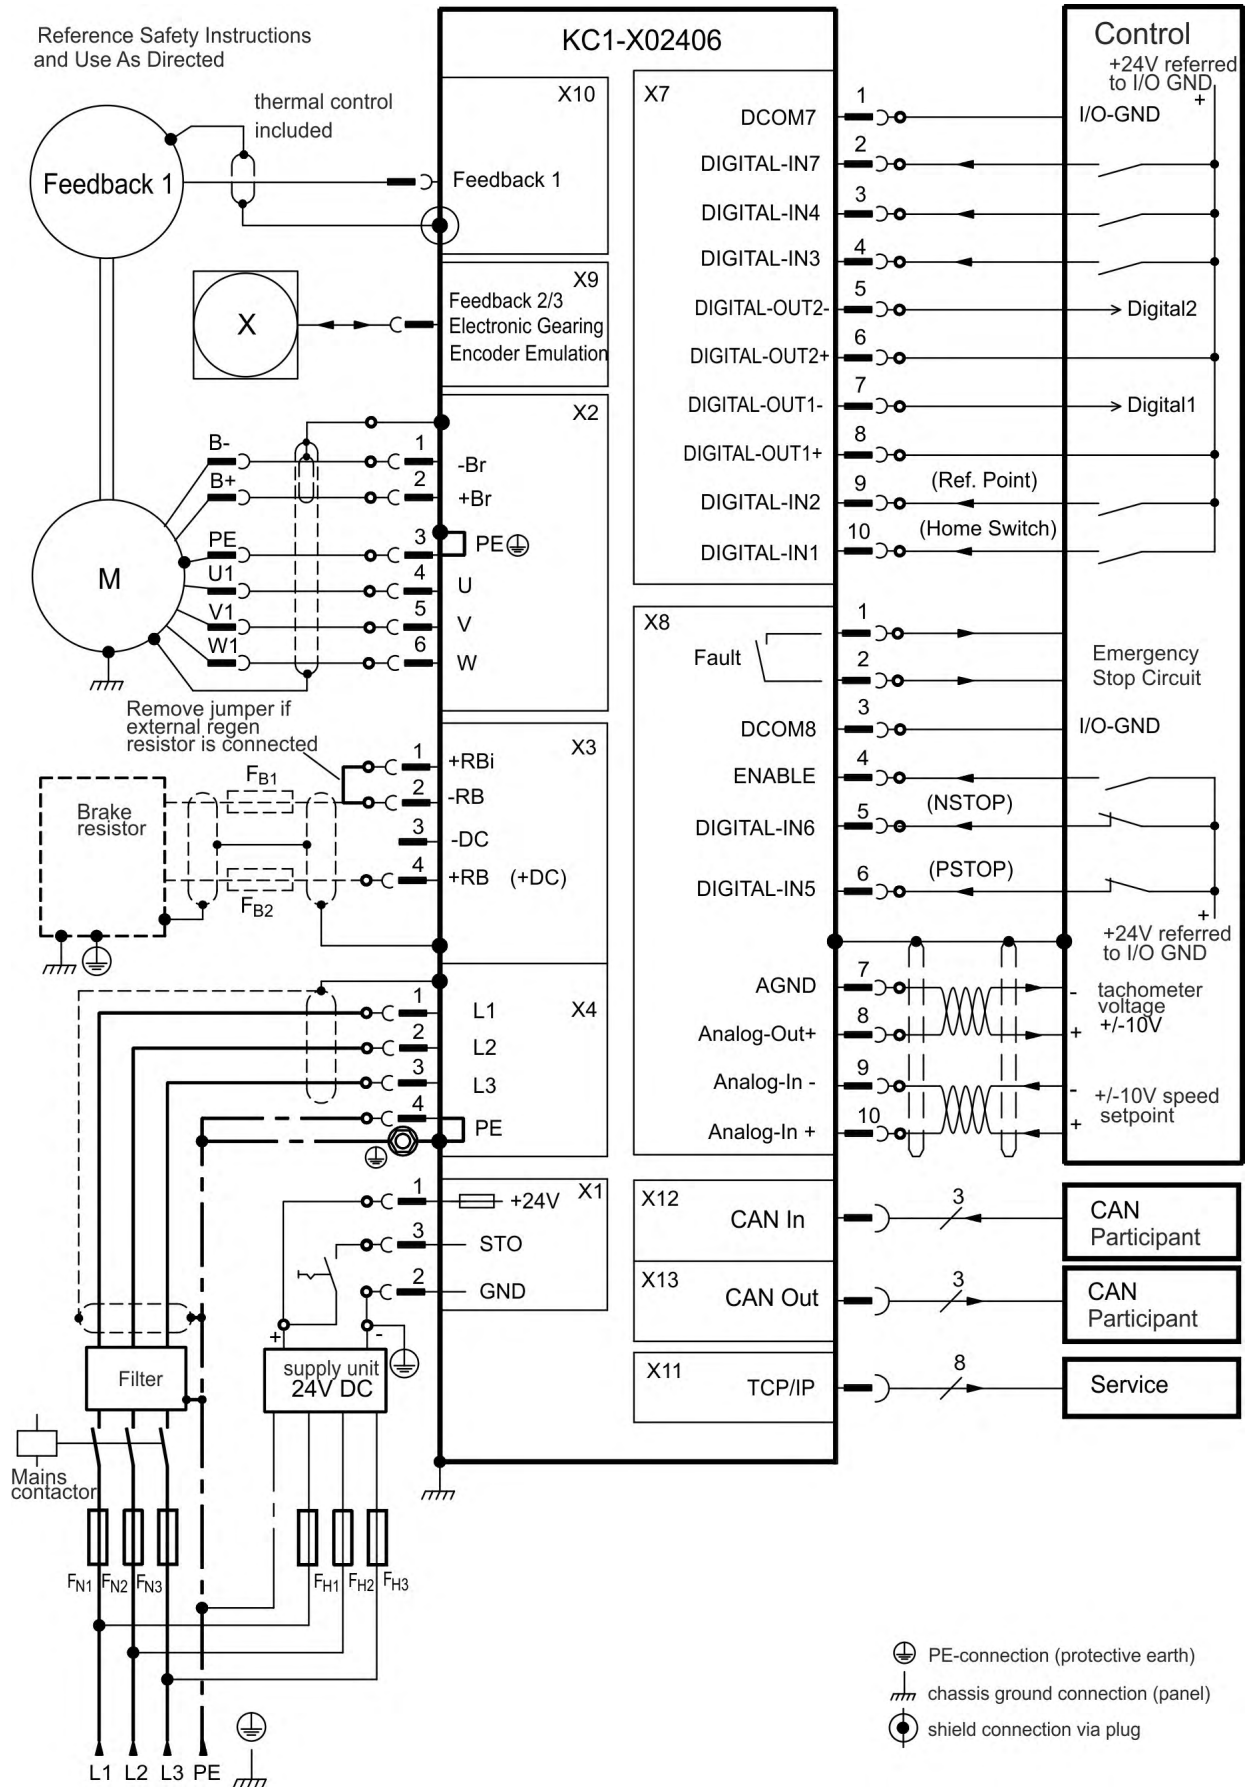 Reference Safety Instructions
and Use As Directed
KC1-X02406
Control
+24V referred
to I/O GND
+
thermal control
included
Feedback 1
X10
Feedback 1
X
X9
Feedback 2/3
Electronic Gearing
Encoder Emulation
X2
B- 1 -Br
B+ 2 +Br
PE 3 PE
U1 4 U
V1 5 V
W1 6 W
M
Remove jumper if
external regen
resistor is connected
X3
1 +RBi
2 -RB
3 -DC
4 +RB (+DC)
FB1
Brake
resistor
FB2
X4
1 L1
2 L2
3 L3
4 PE
X1
1 +24V
3 STO
2 GND
+ -
supply unit
24V DC
Filter
Mains
contactor
FN1 FN2 FN3 FH1 FH2 FH3
L1 L2 L3 PE
X7
DCOM7 1 I/O-GND
DIGITAL-IN7 2
DIGITAL-IN4 3
DIGITAL-IN3 4
DIGITAL-OUT2- 5 Digital2
DIGITAL-OUT2+ 6
DIGITAL-OUT1- 7 Digital1
DIGITAL-OUT1+ 8
DIGITAL-IN2 9 (Ref. Point)
DIGITAL-IN1 10 (Home Switch)
X8
Fault 1
2
Emergency
Stop Circuit
DCOM8 3 I/O-GND
ENABLE 4
DIGITAL-IN6 5 (NSTOP)
DIGITAL-IN5 6 (PSTOP)
+
+24V referred
to I/O GND
AGND 7 -
Analog-Out+ 8 +
tachometer
voltage
+/-10V
Analog-In - 9 -
Analog-In + 10 +
+/-10V speed
setpoint
X12
CAN In 3
CAN
Participant
X13
CAN Out 3
CAN
Participant
X11
TCP/IP 8 Service
PE-connection (protective earth)
chassis ground connection (panel)
shield connection via plug